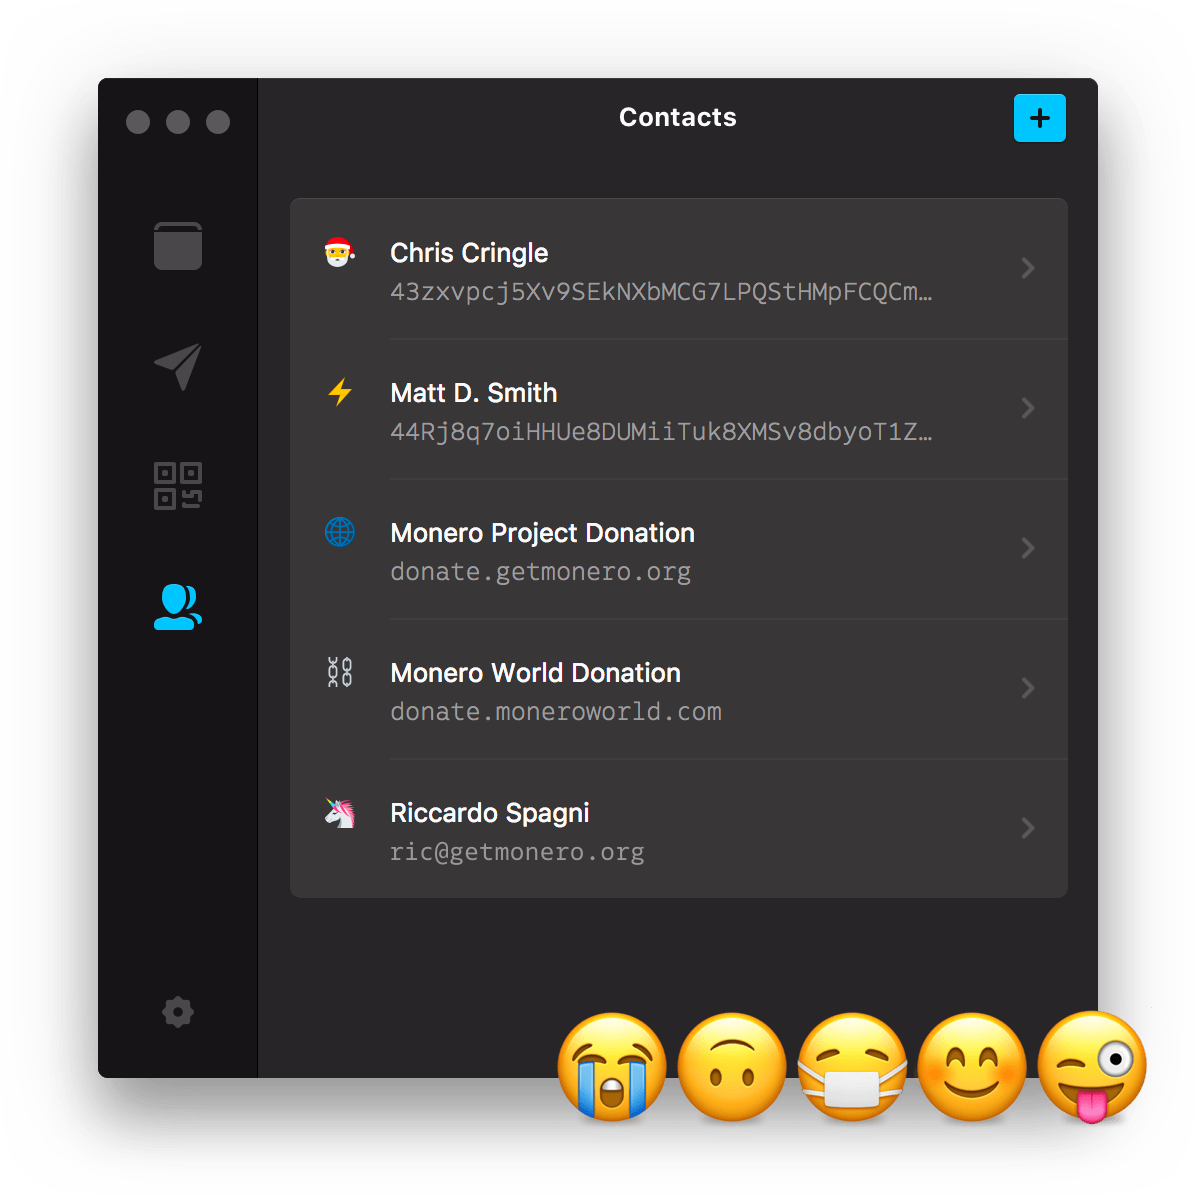 Contacts
Chris Cringle
43zxvpcj5Xv9SEkNXbMCG7LPQStHMpFCQCm…
Matt D. Smith
44Rj8q7oiHHUe8DUMiiTuk8XMSv8dbyoT1Z…
Monero Project Donation
donate.getmonero.org
Monero World Donation
donate.moneroworld.com
Riccardo Spagni
ric@getmonero.org